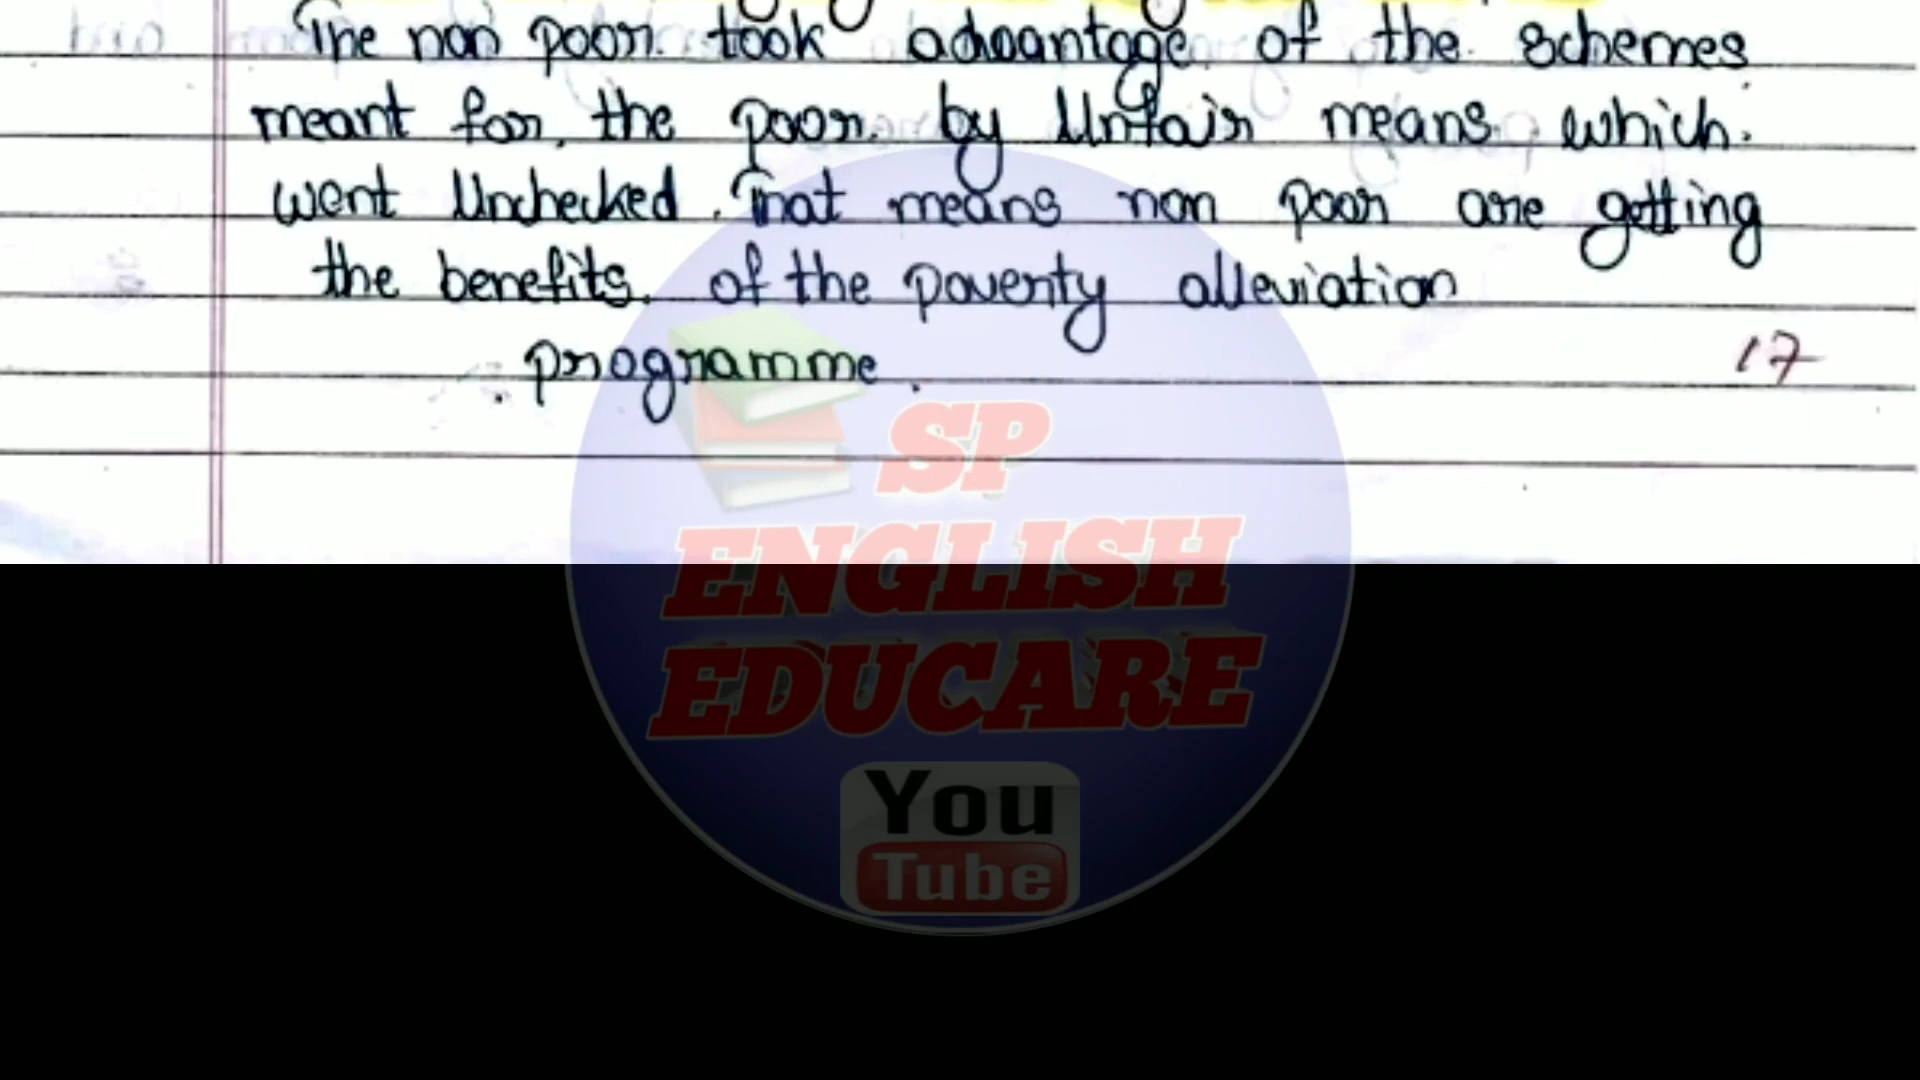 The non poor took advantage of the schemes
meant for the poor by Unfair means which
went Unchecked. That means non poor are getting
the benefits of the poverty alleviation
programme.
17
SP
ENGLISH
EDUCARE
You
Tube